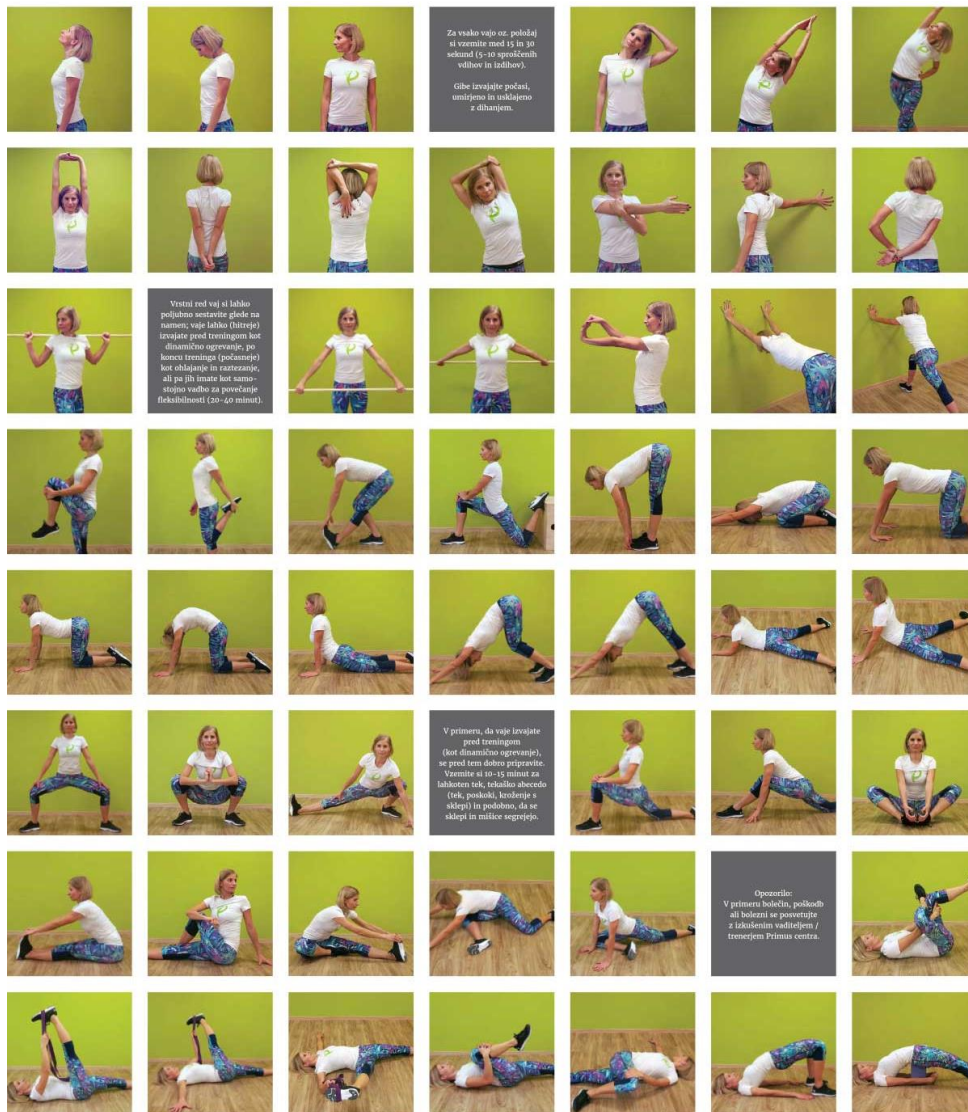 Za vsako vajo oz. položaj
si vzemite med 15 in 30
sekund (5-10 sproščenih
vdihov in izdihov).
Gibe izvajajte počasi,
umirjeno in usklajeno
z dihanjem.
Vrstni red vaj si lahko
poljubno sestavite glede na
namen; vaje lahko (hitreje)
izvajate pred treningom kot
dinamično ogrevanje, po
koncu treninga (počasneje)
kot ohlajanje in raztezanje,
ali pa jih imate kot samo-
stojno vadbo za povečanje
fleksibilnosti (20-40 minut).
V primeru, da vaje izvajate
pred treningom
(kot dinamično ogrevanje),
se pred tem dobro pripravite.
Vzemite si 10-15 minut za
lahkoten tek, tekaško abecedo
(tek, poskoki, kroženje s
sklepi) in podobno, da se
sklepi in mišice segrejejo.
Opozorilo:
V primeru bolečin, poškodb
ali bolezni se posvetujte
z izkušenim vaditeljem /
trenerjem Primus centra.